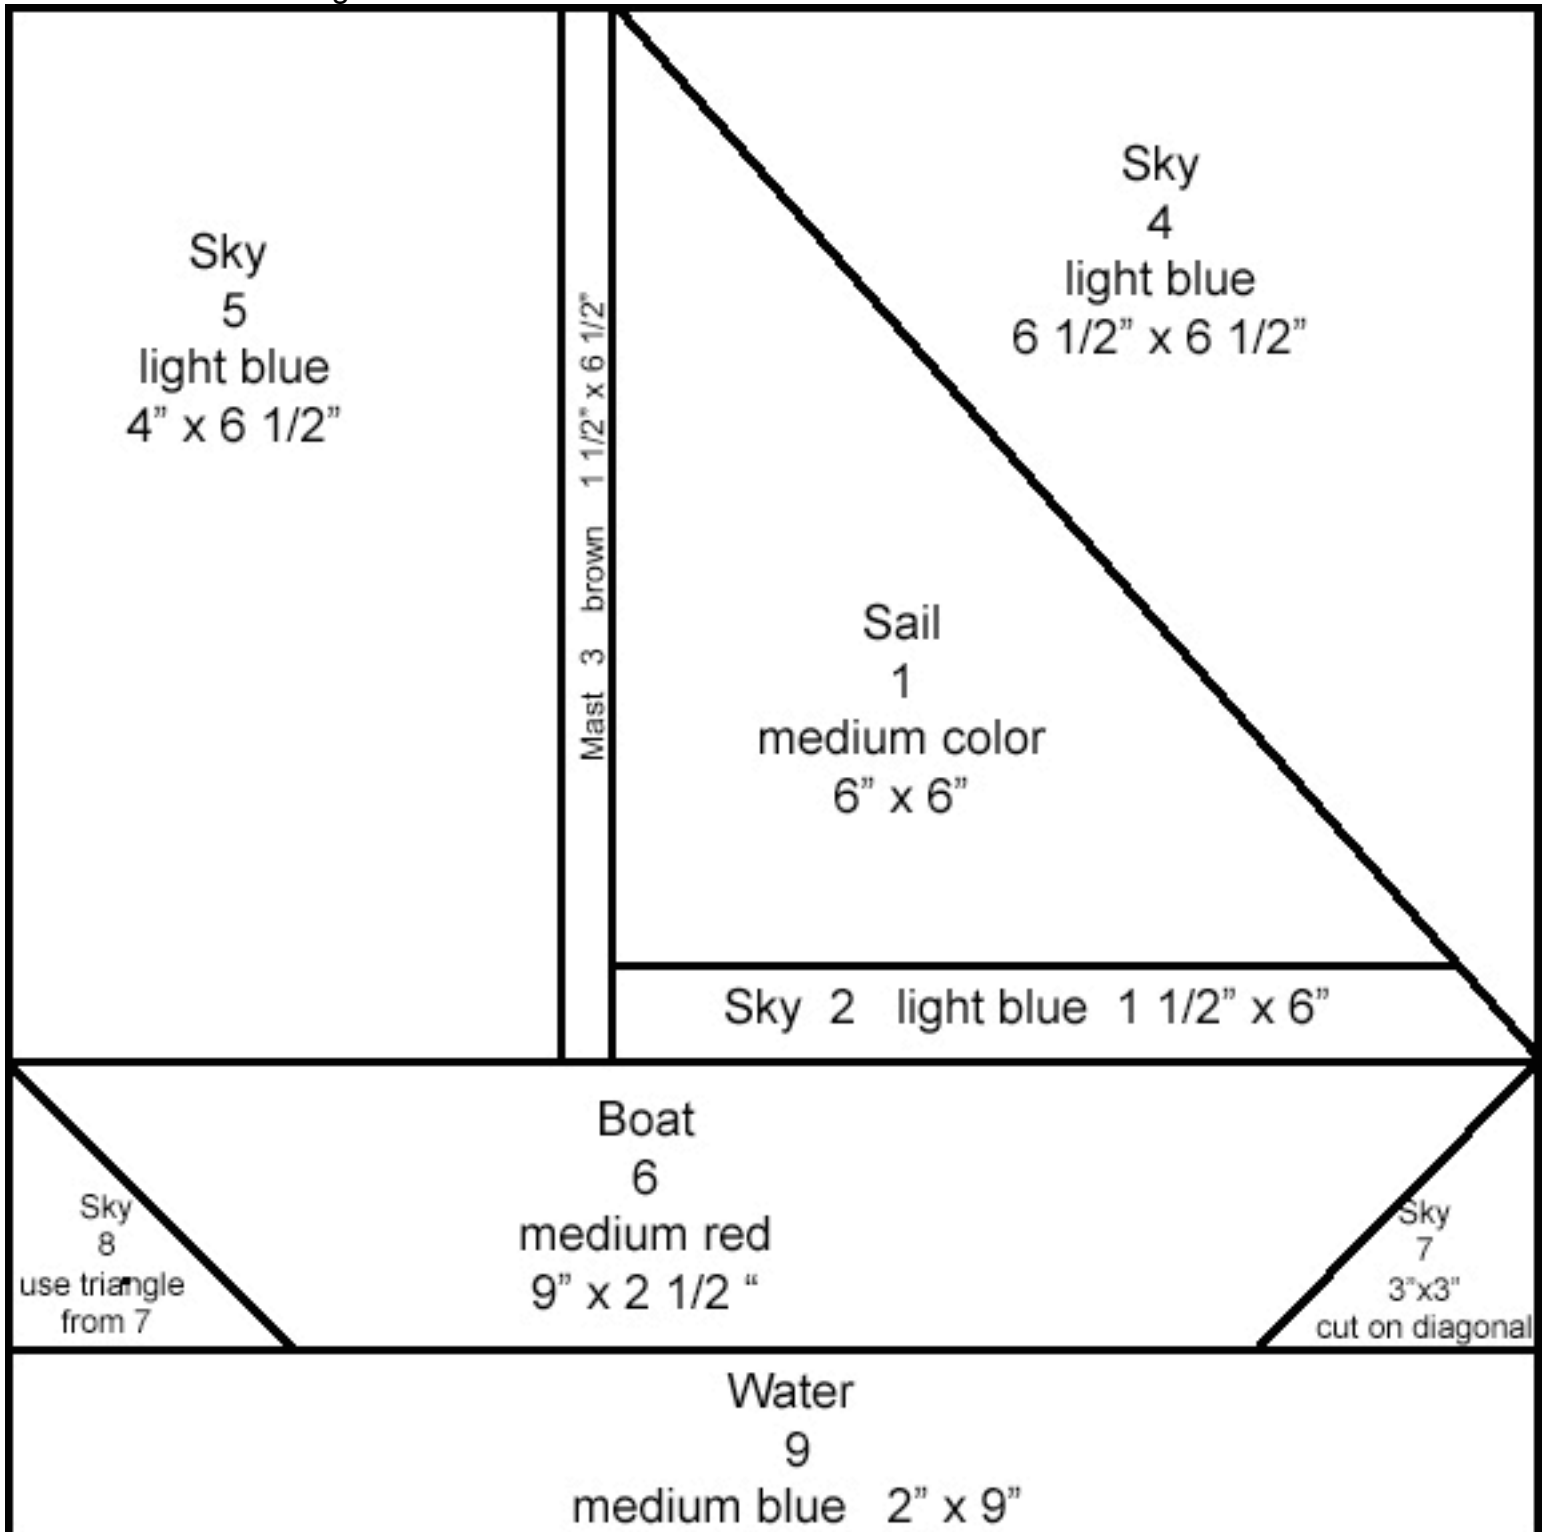 Sky
5
light blue
4” x 6 1/2”
Mast 3 brown 1 1/2” x 6 1/2”
Sky
4
light blue
6 1/2” x 6 1/2”
Sail
1
medium color
6” x 6”
Sky 2 light blue 1 1/2” x 6”
Boat
6
medium red
9” x 2 1/2 “
Sky
8
use triangle
from 7
Sky
7
3”x3”
cut on diagonal
Water
9
medium blue 2” x 9”